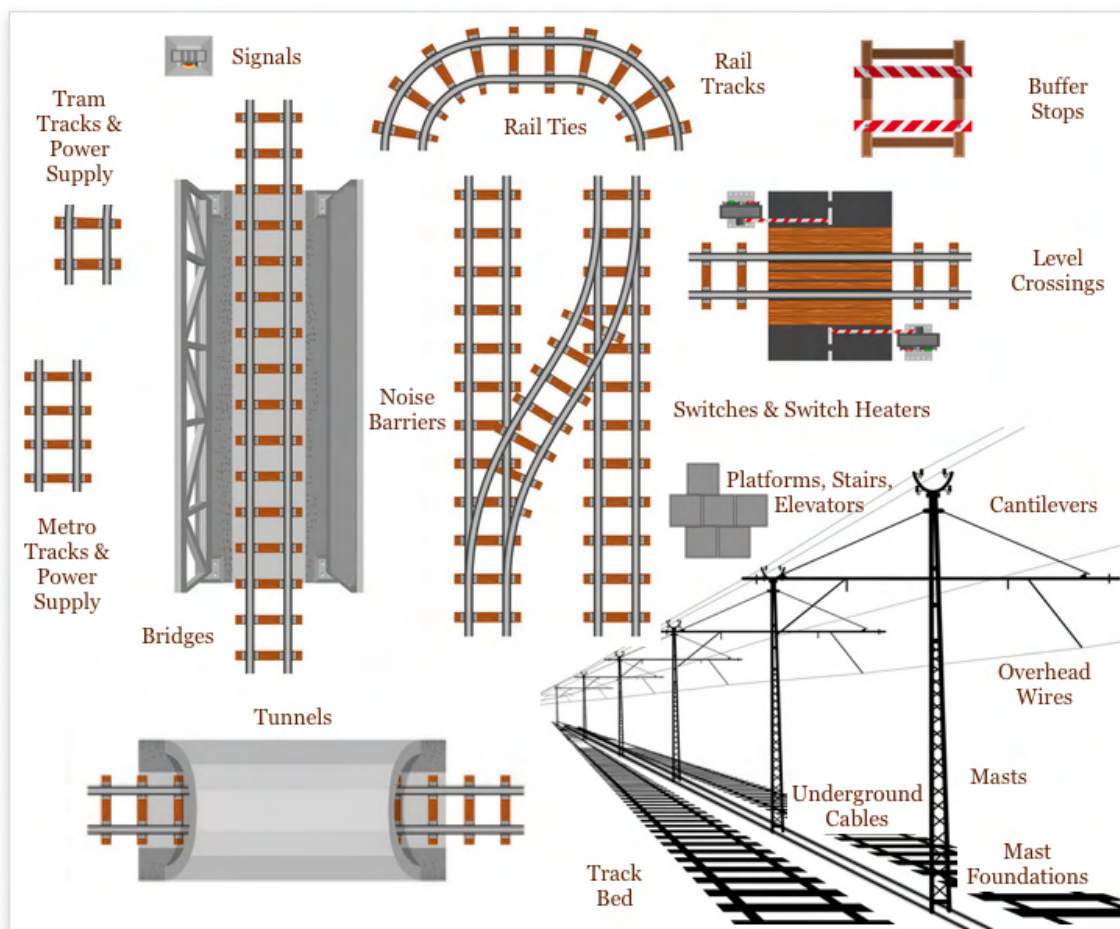 Signals
Rail
Tracks
Buffer
Stops
Tram
Tracks &
Power
Supply
Rail Ties
Level
Crossings
Noise
Barriers
Switches & Switch Heaters
Platforms, Stairs,
Elevators
Cantilevers
Metro
Tracks &
Power
Supply
Bridges
Overhead
Wires
Tunnels
Masts
Underground
Cables
Mast
Foundations
Track
Bed